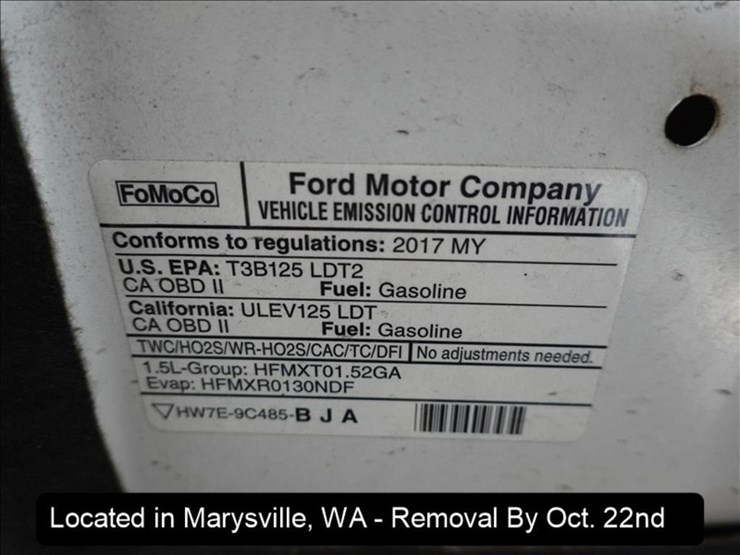 FoMoCo
Ford Motor Company
VEHICLE EMISSION CONTROL INFORMATION
Conforms to regulations: 2017 MY
U.S. EPA: T3B125 LDT2
CA OBD II Fuel: Gasoline
California: ULEV125 LDT
CA OBD II Fuel: Gasoline
TWC/HO2S/WR-HO2S/CAC/TC/DFI No adjustments needed.
1.5L-Group: HFMXT01.52GA
Evap: HFMXR0130NDF
HW7E-9C485-B J A
Located in Marysville, WA - Removal By Oct. 22nd